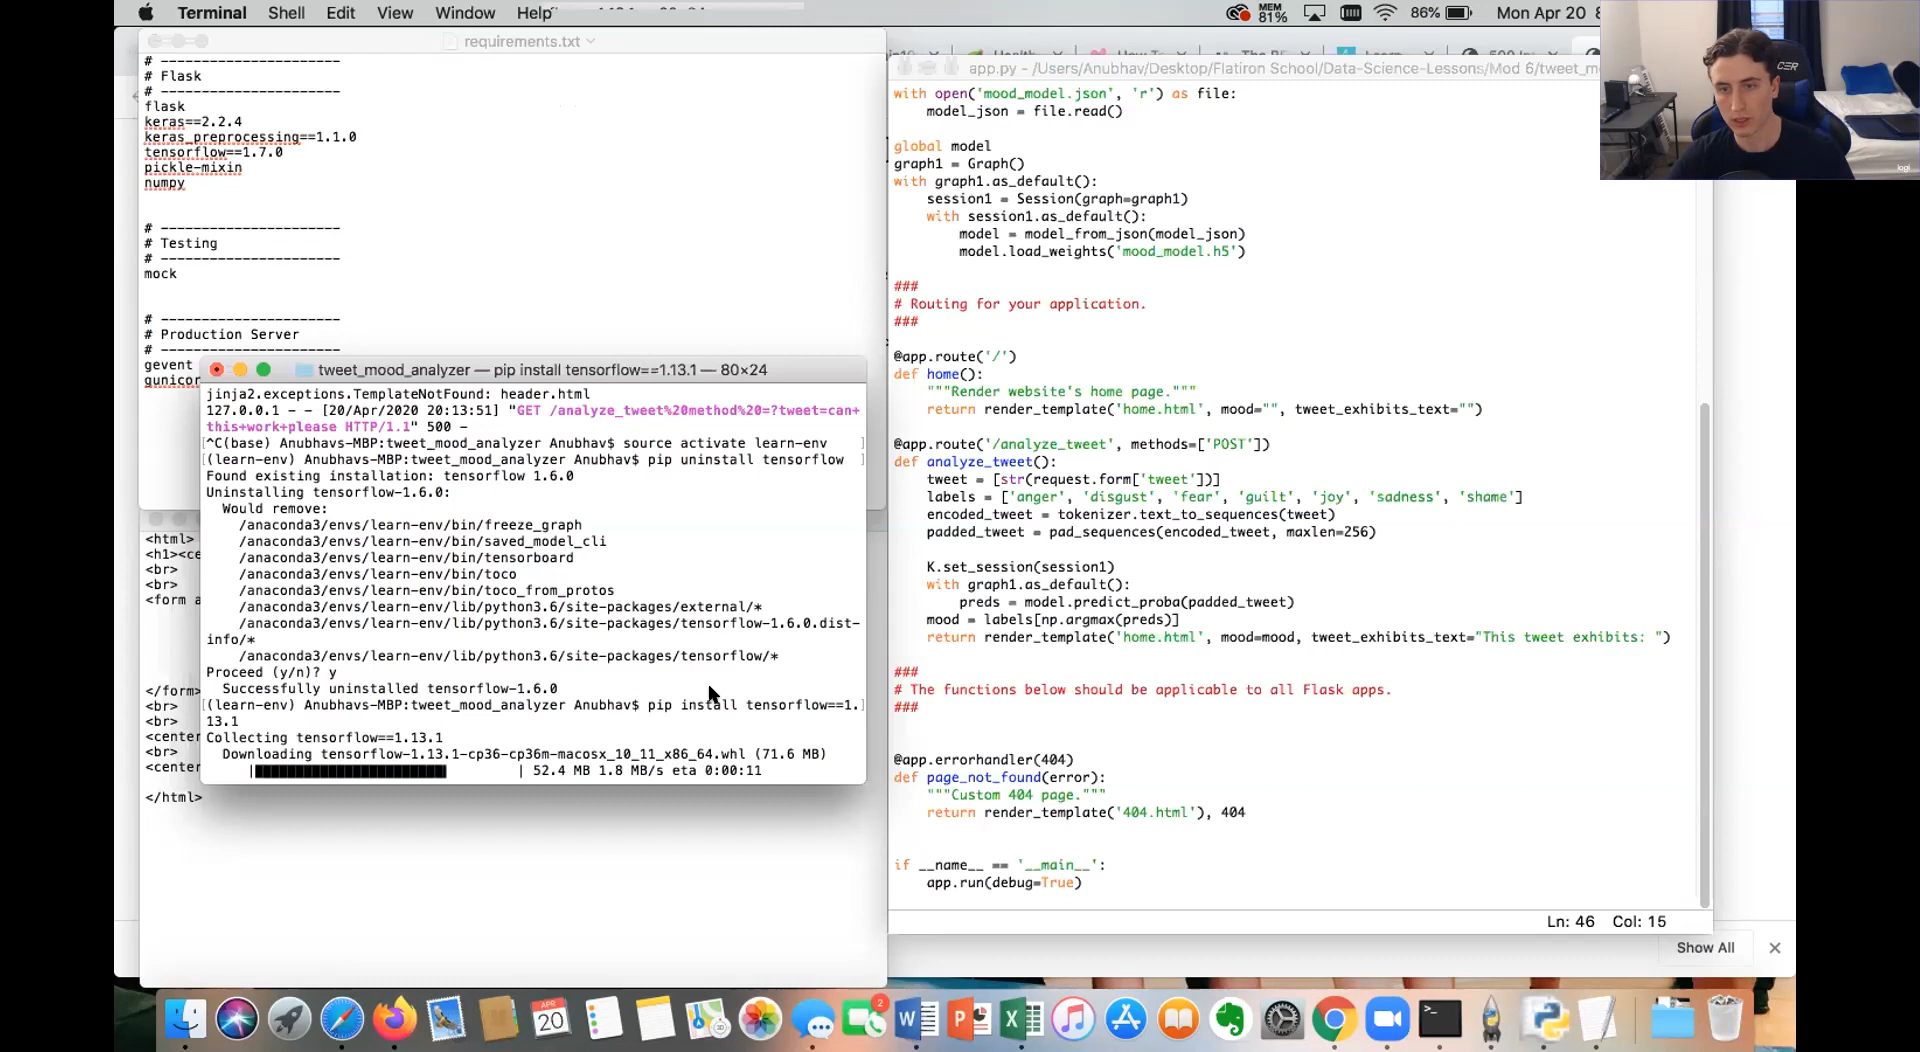 Terminal Shell Edit View Window Help
MEM 81% 86% Mon Apr 20 8
requirements.txt
# ------------------------
# Flask
# ------------------------
flask
keras==2.2.4
keras_preprocessing==1.1.0
tensorflow==1.7.0
pickle-mixin
numpy
# ------------------------
# Testing
# ------------------------
mock
# ------------------------
# Production Server
# ------------------------
gevent
gunicor
tweet_mood_analyzer — pip install tensorflow==1.13.1 — 80×24
jinja2.exceptions.TemplateNotFound: header.html
127.0.0.1 - - [20/Apr/2020 20:13:51] "GET /analyze_tweet%20method%20=?tweet=can+
this+work+please HTTP/1.1" 500 -
^C(base) Anubhavs-MBP:tweet_mood_analyzer Anubhav$ source activate learn-env
(learn-env) Anubhavs-MBP:tweet_mood_analyzer Anubhav$ pip uninstall tensorflow
Found existing installation: tensorflow 1.6.0
Uninstalling tensorflow-1.6.0:
Would remove:
/anaconda3/envs/learn-env/bin/freeze_graph
/anaconda3/envs/learn-env/bin/saved_model_cli
/anaconda3/envs/learn-env/bin/tensorboard
/anaconda3/envs/learn-env/bin/toco
/anaconda3/envs/learn-env/bin/toco_from_protos
/anaconda3/envs/learn-env/lib/python3.6/site-packages/external/*
/anaconda3/envs/learn-env/lib/python3.6/site-packages/tensorflow-1.6.0.dist-
info/*
/anaconda3/envs/learn-env/lib/python3.6/site-packages/tensorflow/*
Proceed (y/n)? y
Successfully uninstalled tensorflow-1.6.0
(learn-env) Anubhavs-MBP:tweet_mood_analyzer Anubhav$ pip install tensorflow==1.
13.1
Collecting tensorflow==1.13.1
Downloading tensorflow-1.13.1-cp36-cp36m-macosx_10_11_x86_64.whl (71.6 MB)
| 52.4 MB 1.8 MB/s eta 0:00:11
<html>
<h1><ce
<br>
<br>
<form a
</form>
<br>
<br>
<center
<br>
<center
</html>
app.py - /Users/Anubhav/Desktop/Flatiron School/Data-Science-Lessons/Mod 6/tweet_m
with open('mood_model.json', 'r') as file:
model_json = file.read()
global model
graph1 = Graph()
with graph1.as_default():
session1 = Session(graph=graph1)
with session1.as_default():
model = model_from_json(model_json)
model.load_weights('mood_model.h5')
###
# Routing for your application.
###
@app.route('/')
def home():
"""Render website's home page."""
return render_template('home.html', mood="", tweet_exhibits_text="")
@app.route('/analyze_tweet', methods=['POST'])
def analyze_tweet():
tweet = [str(request.form['tweet'])]
labels = ['anger', 'disgust', 'fear', 'guilt', 'joy', 'sadness', 'shame']
encoded_tweet = tokenizer.text_to_sequences(tweet)
padded_tweet = pad_sequences(encoded_tweet, maxlen=256)
K.set_session(session1)
with graph1.as_default():
preds = model.predict_proba(padded_tweet)
mood = labels[np.argmax(preds)]
return render_template('home.html', mood=mood, tweet_exhibits_text="This tweet exhibits: ")
###
# The functions below should be applicable to all Flask apps.
###
@app.errorhandler(404)
def page_not_found(error):
"""Custom 404 page."""
return render_template('404.html'), 404
if __name__ == '__main__':
app.run(debug=True)
Ln: 46 Col: 15
Show All
CER
logi
APR
20
2